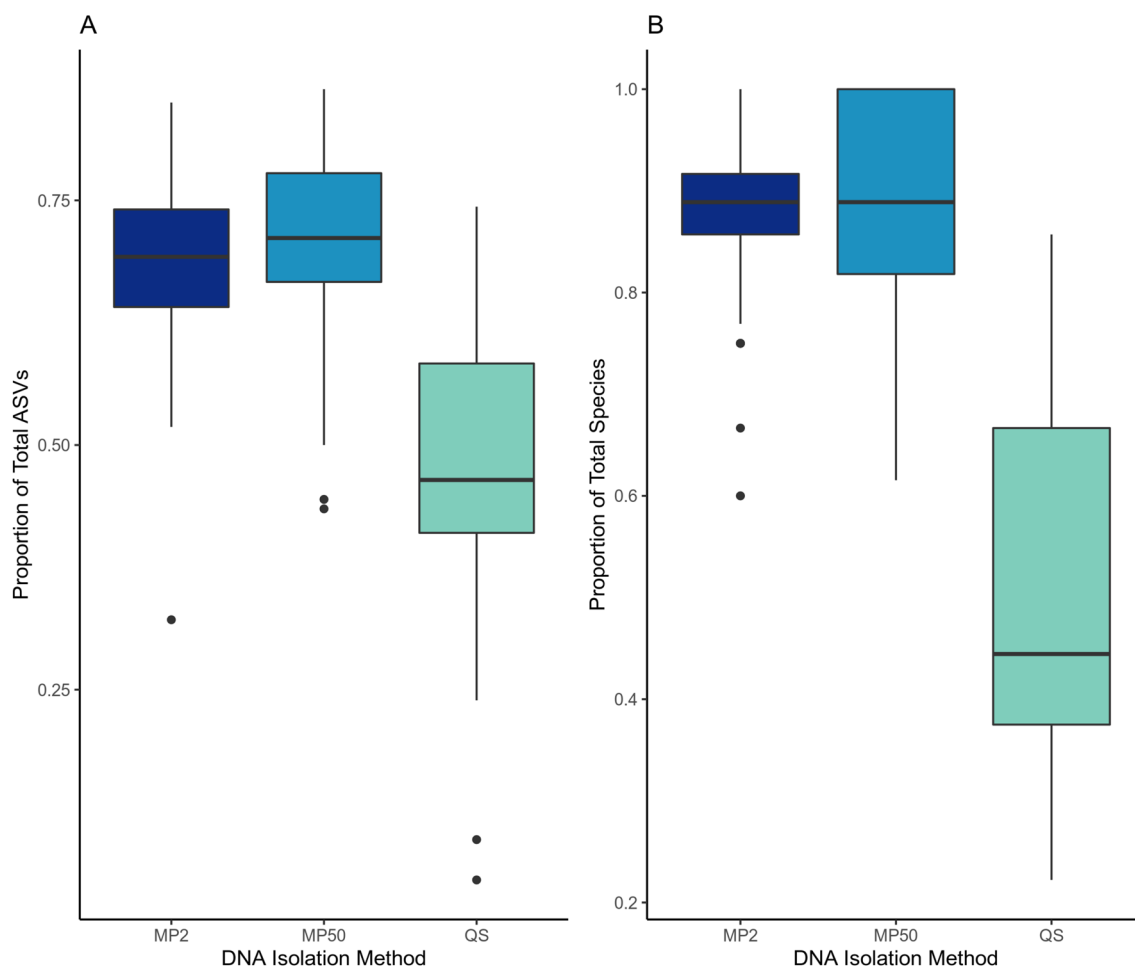 A
Proportion of Total ASVs
0.75
0.50
0.25
MP2 MP50 QS
DNA Isolation Method
B
Proportion of Total Species
1.0
0.8
0.6
0.4
0.2
MP2 MP50 QS
DNA Isolation Method